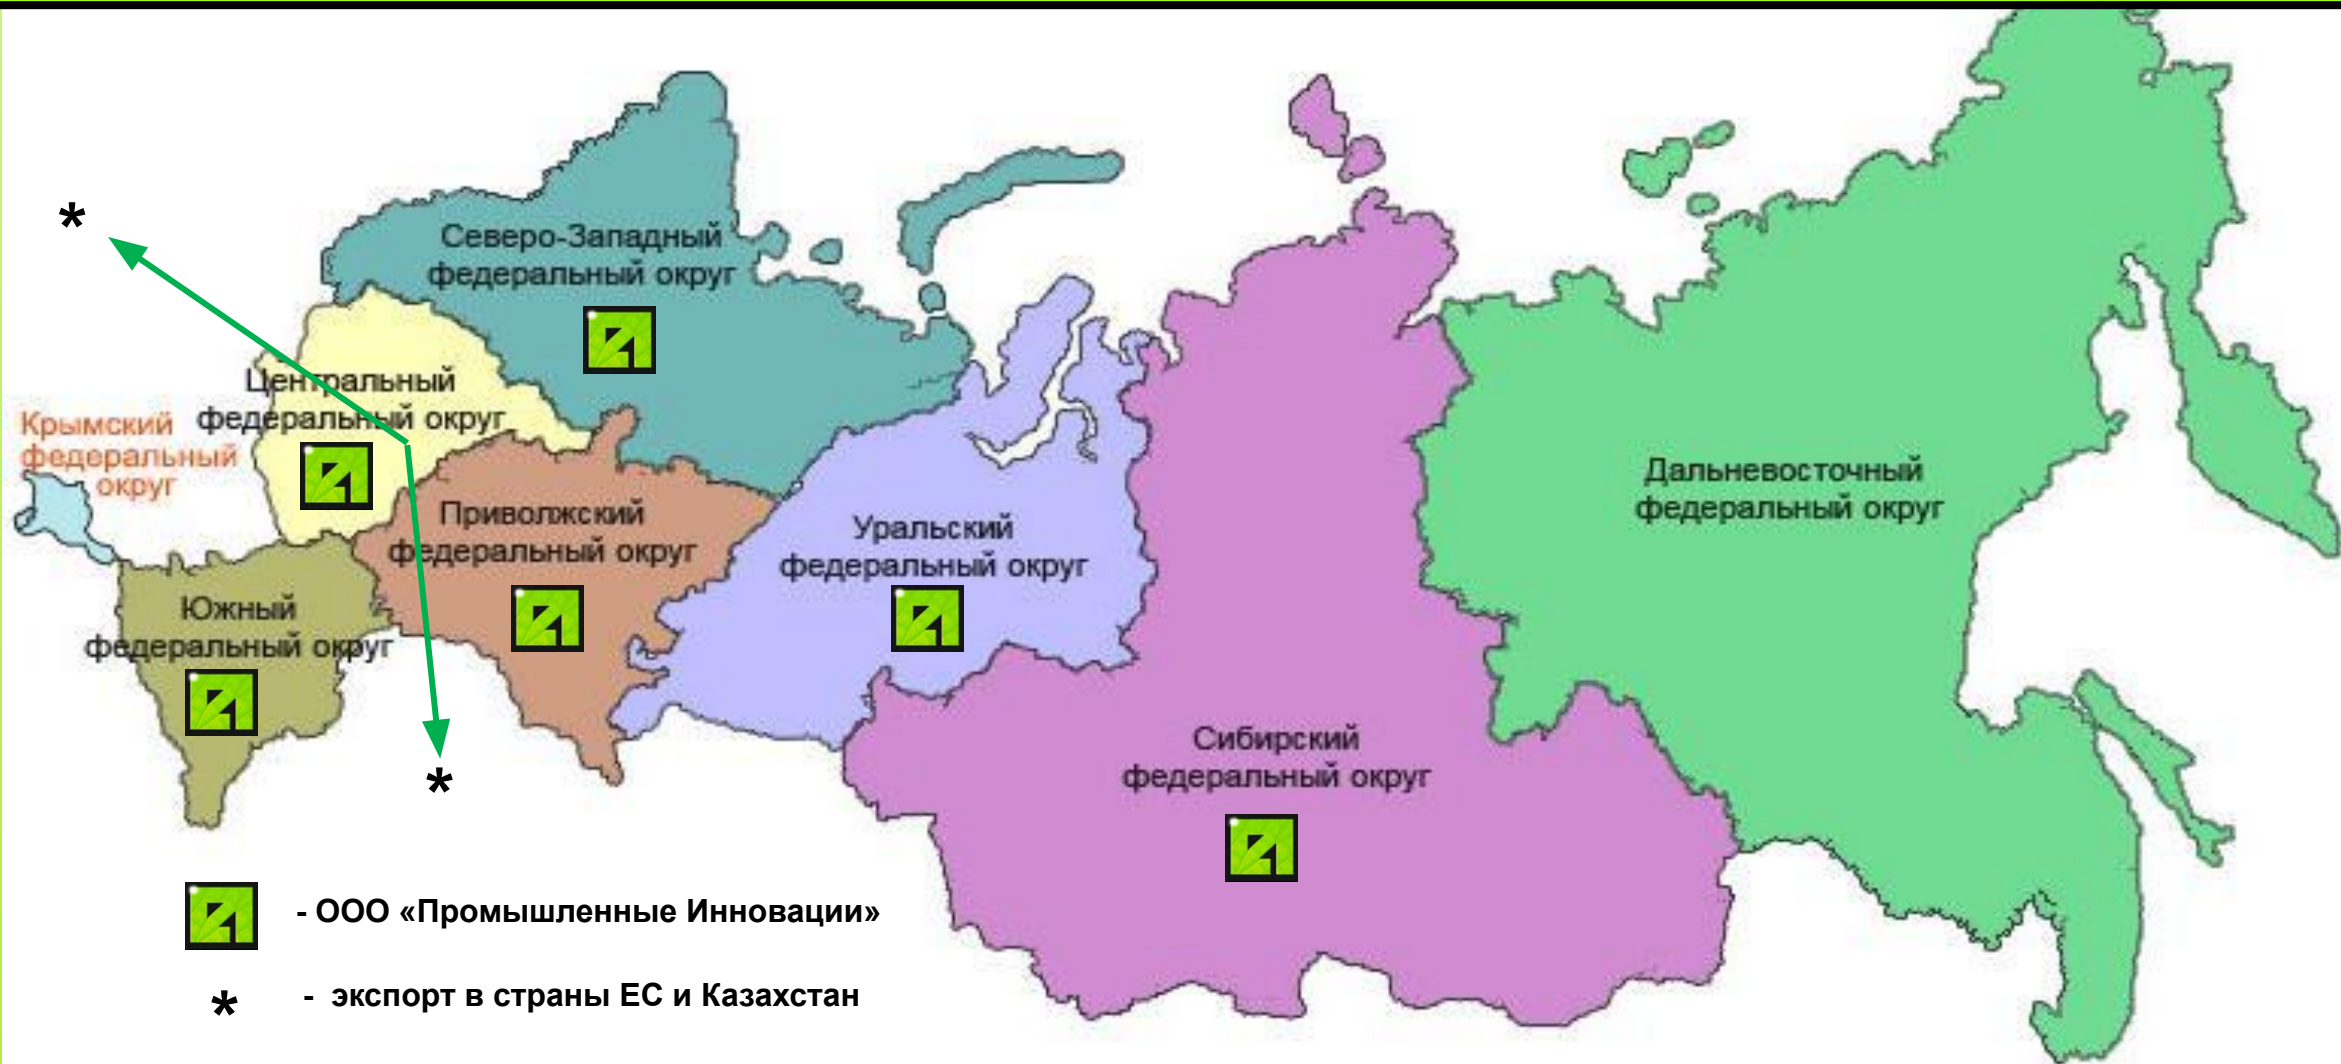 *
Северо-Западный
федеральный округ
Центральный
федеральный округ
Крымский
федеральный
округ
Приволжский
федеральный округ
Уральский
федеральный округ
Дальневосточный
федеральный округ
Южный
федеральный округ
Сибирский
федеральный округ
*
- ООО «Промышленные Инновации»
* - экспорт в страны ЕС и Казахстан